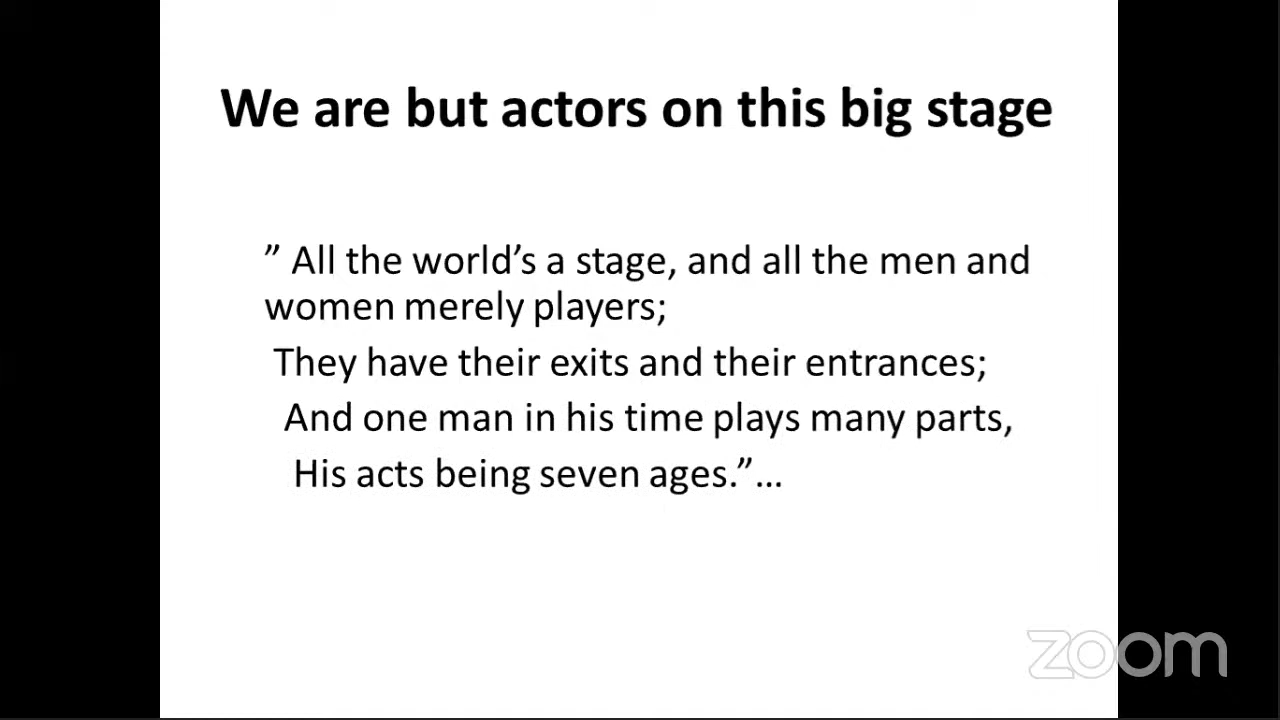 We are but actors on this big stage
” All the world’s a stage, and all the men and
women merely players;
They have their exits and their entrances;
And one man in his time plays many parts,
His acts being seven ages.”…
zoom